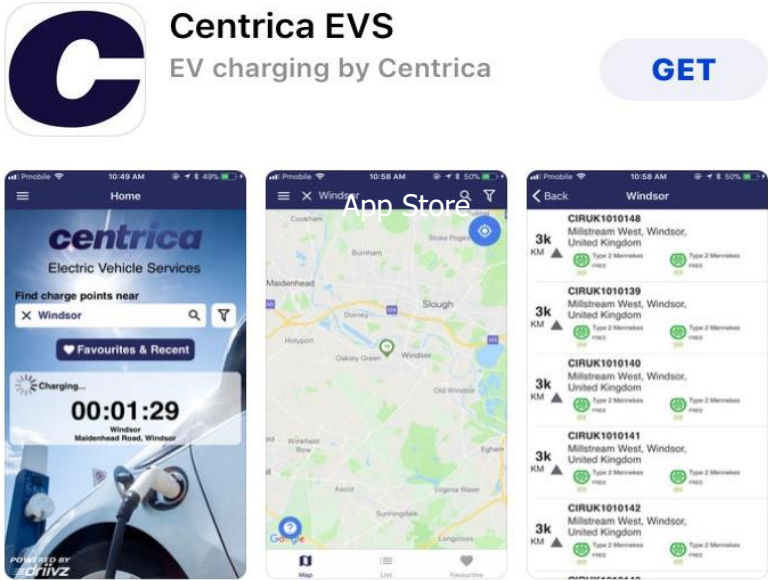 Centrica EVS
EV charging by Centrica
GET
Pmobile 10:49 AM 49%
Home
centrica
Electric Vehicle Services
Find charge points near
Windsor
Favourites & Recent
Charging...
00:01:29
Windsor
Maidenhead Road, Windsor
POWERED BY
driivz
Pmobile 10:58 AM 50%
Windsor
App Store
Cookham
Stoke Poges
Burnham
Maidenhead
Slough
Dorney
Holyport
Oakley Green
Windsor
Old Windsor
Winkfield
Row
Egham
Ascot
Virginia Water
Sunningdale
Longcross
Google
Map List Favourites
Pmobile 10:58 AM 50%
Back Windsor
CIRUK1010148
3k
KM
Millstream West, Windsor,
United Kingdom
Type 2 Mennekes Type 2 Mennekes
FREE FREE
CIRUK1010139
3k
KM
Millstream West, Windsor,
United Kingdom
Type 2 Mennekes Type 2 Mennekes
FREE FREE
CIRUK1010140
3k
KM
Millstream West, Windsor,
United Kingdom
Type 2 Mennekes Type 2 Mennekes
FREE FREE
CIRUK1010141
3k
KM
Millstream West, Windsor,
United Kingdom
Type 2 Mennekes Type 2 Mennekes
FREE FREE
CIRUK1010142
3k
KM
Millstream West, Windsor,
United Kingdom
Type 2 Mennekes Type 2 Mennekes
FREE FREE